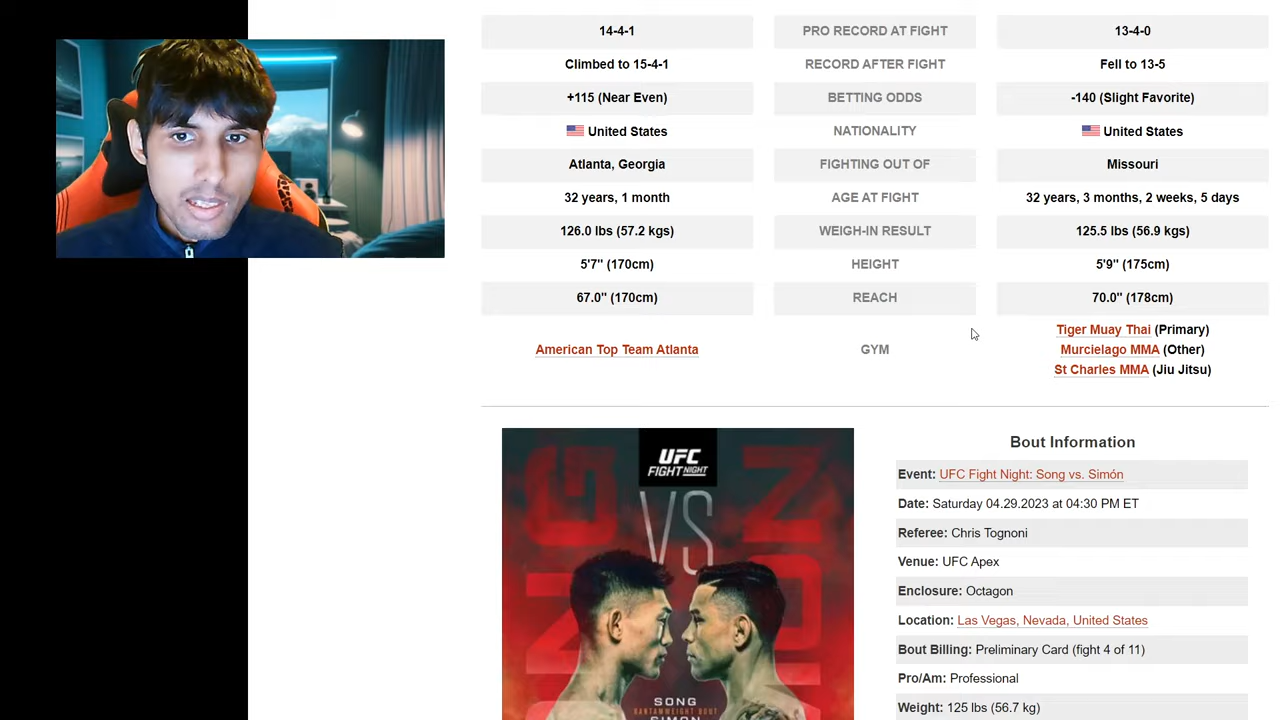 14-4-1 PRO RECORD AT FIGHT 13-4-0
Climbed to 15-4-1 RECORD AFTER FIGHT Fell to 13-5
+115 (Near Even) BETTING ODDS -140 (Slight Favorite)
United States NATIONALITY United States
Atlanta, Georgia FIGHTING OUT OF Missouri
32 years, 1 month AGE AT FIGHT 32 years, 3 months, 2 weeks, 5 days
126.0 lbs (57.2 kgs) WEIGH-IN RESULT 125.5 lbs (56.9 kgs)
5'7" (170cm) HEIGHT 5'9" (175cm)
67.0" (170cm) REACH 70.0" (178cm)
American Top Team Atlanta GYM Tiger Muay Thai (Primary)
Murcielago MMA (Other)
St Charles MMA (Jiu Jitsu)
UFC
FIGHT NIGHT
VS
SONG
BANTAMWEIGHT BOUT
SIMON
Bout Information
Event: UFC Fight Night: Song vs. Simón
Date: Saturday 04.29.2023 at 04:30 PM ET
Referee: Chris Tognoni
Venue: UFC Apex
Enclosure: Octagon
Location: Las Vegas, Nevada, United States
Bout Billing: Preliminary Card (fight 4 of 11)
Pro/Am: Professional
Weight: 125 lbs (56.7 kg)